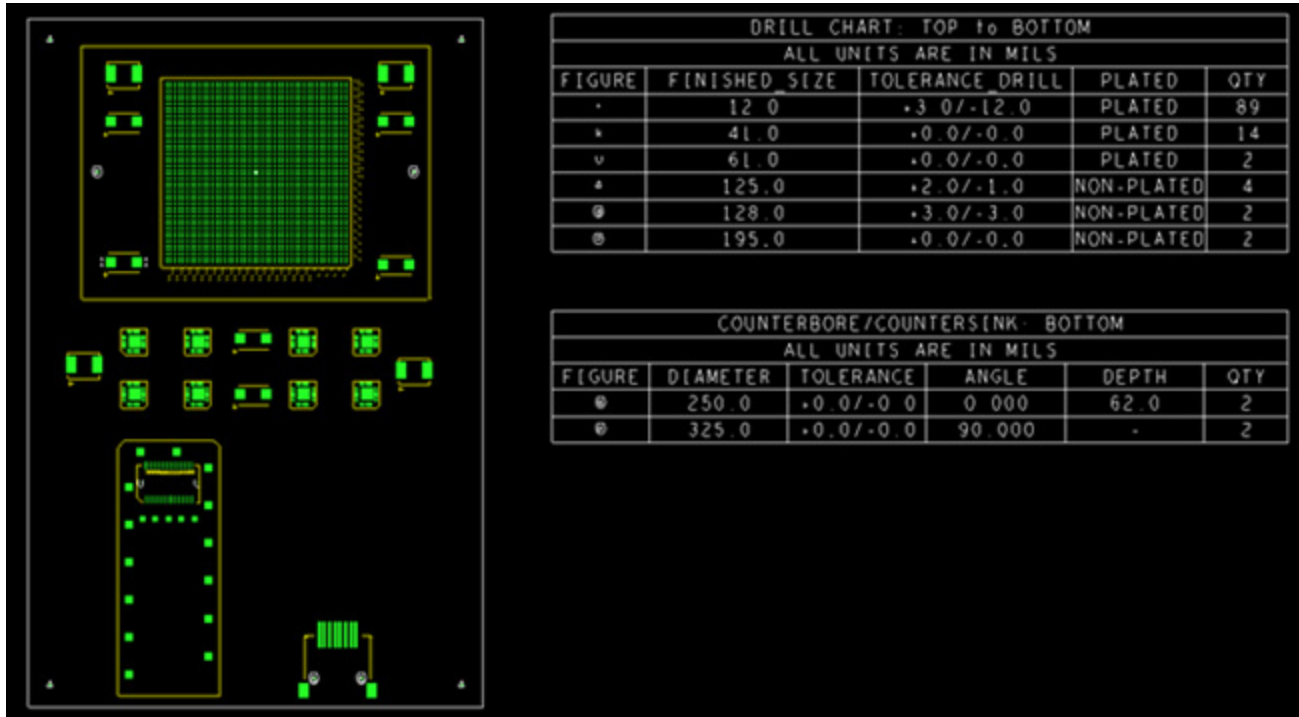 DRILL CHART: TOP to BOTTOM
ALL UNITS ARE IN MILS
FIGURE FINISHED_SIZE TOLERANCE_DRILL PLATED QTY
12.0 +3.0/-12.0 PLATED 89
41.0 +0.0/-0.0 PLATED 14
61.0 +0.0/-0.0 PLATED 2
125.0 +2.0/-1.0 NON-PLATED 4
128.0 +3.0/-3.0 NON-PLATED 2
195.0 +0.0/-0.0 NON-PLATED 2
COUNTERBORE/COUNTERSINK: BOTTOM
ALL UNITS ARE IN MILS
FIGURE DIAMETER TOLERANCE ANGLE DEPTH QTY
250.0 +0.0/-0.0 0.000 62.0 2
325.0 +0.0/-0.0 90.000 - 2